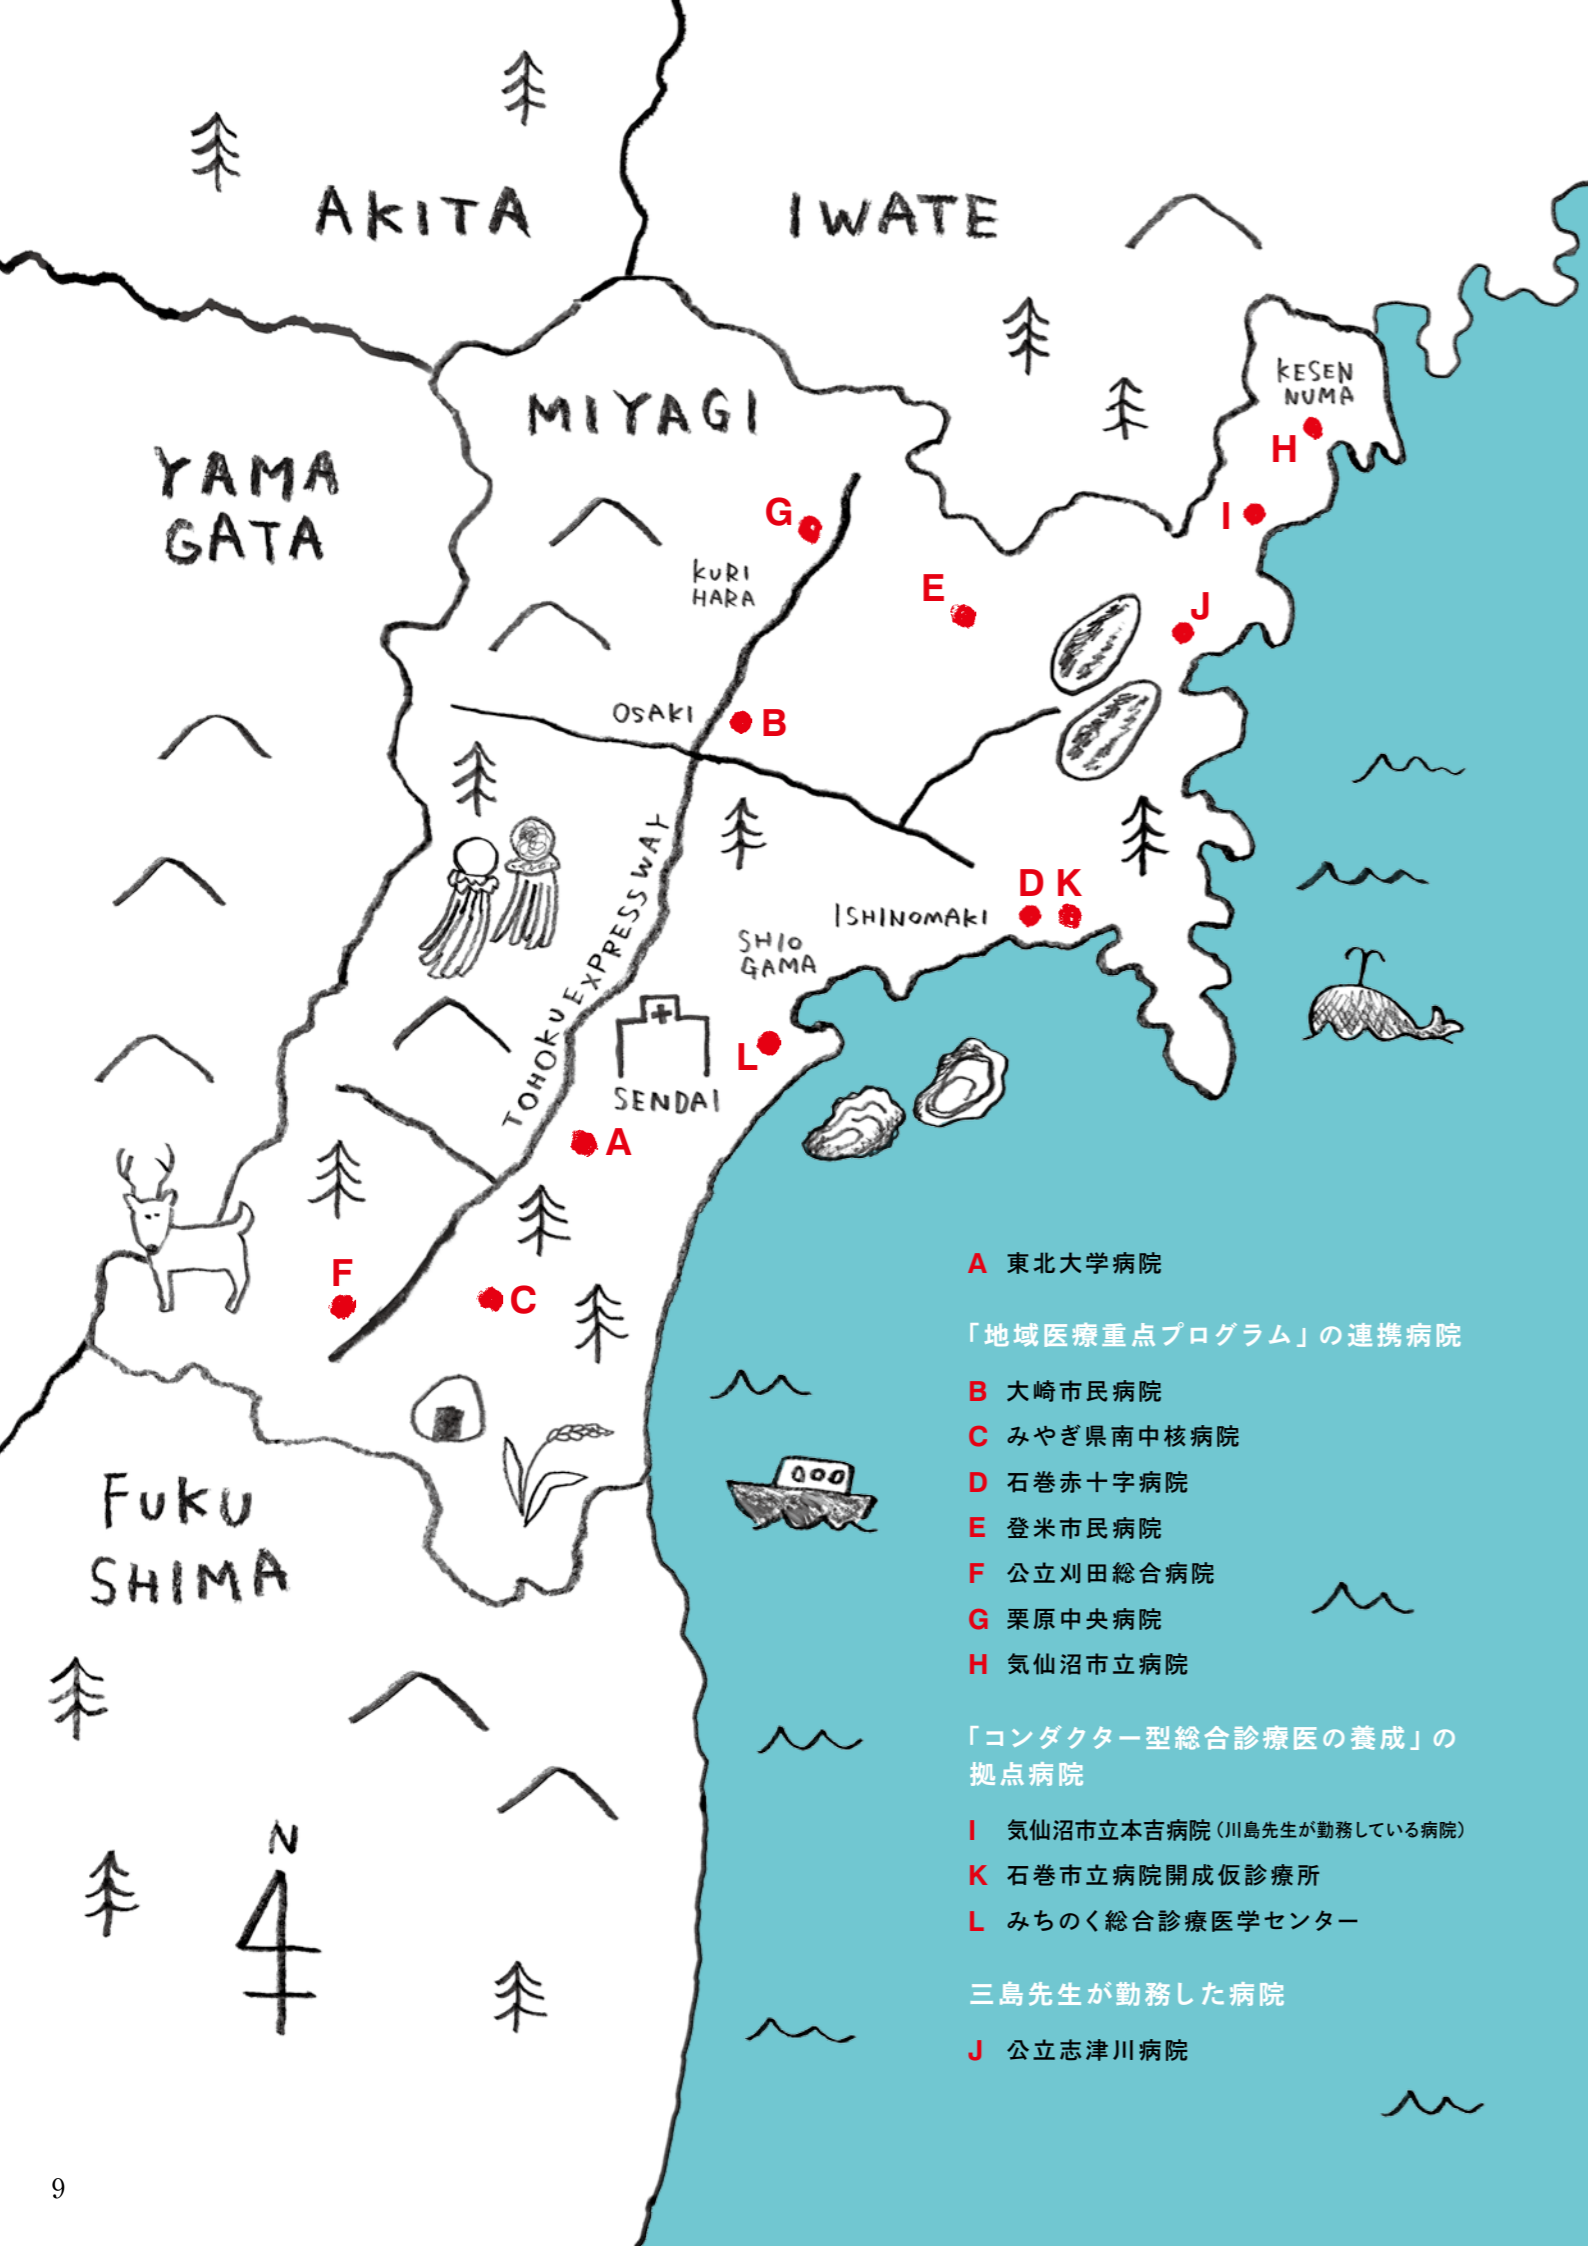 AKITA
IWATE
KESEN
NUMA
MIYAGI
H
YAMA
GATA
G
I
KURI
HARA
E
J
OSAKI
B
TOHOKU EXPRESSWAY
D K
ISHINOMAKI
SHIO
GAMA
L
SENDAI
A
F
C
A 東北大学病院
「地域医療重点プログラム」の連携病院
B 大崎市民病院
C みやぎ県南中核病院
D 石巻赤十字病院
E 登米市民病院
F 公立刈田総合病院
G 栗原中央病院
H 気仙沼市立病院
「コンダクター型総合診療医の養成」の
拠点病院
I 気仙沼市立本吉病院（川島先生が勤務している病院）
K 石巻市立病院開成仮診療所
L みちのく総合診療医学センター
三島先生が勤務した病院
J 公立志津川病院
FUKU
SHIMA
N
9